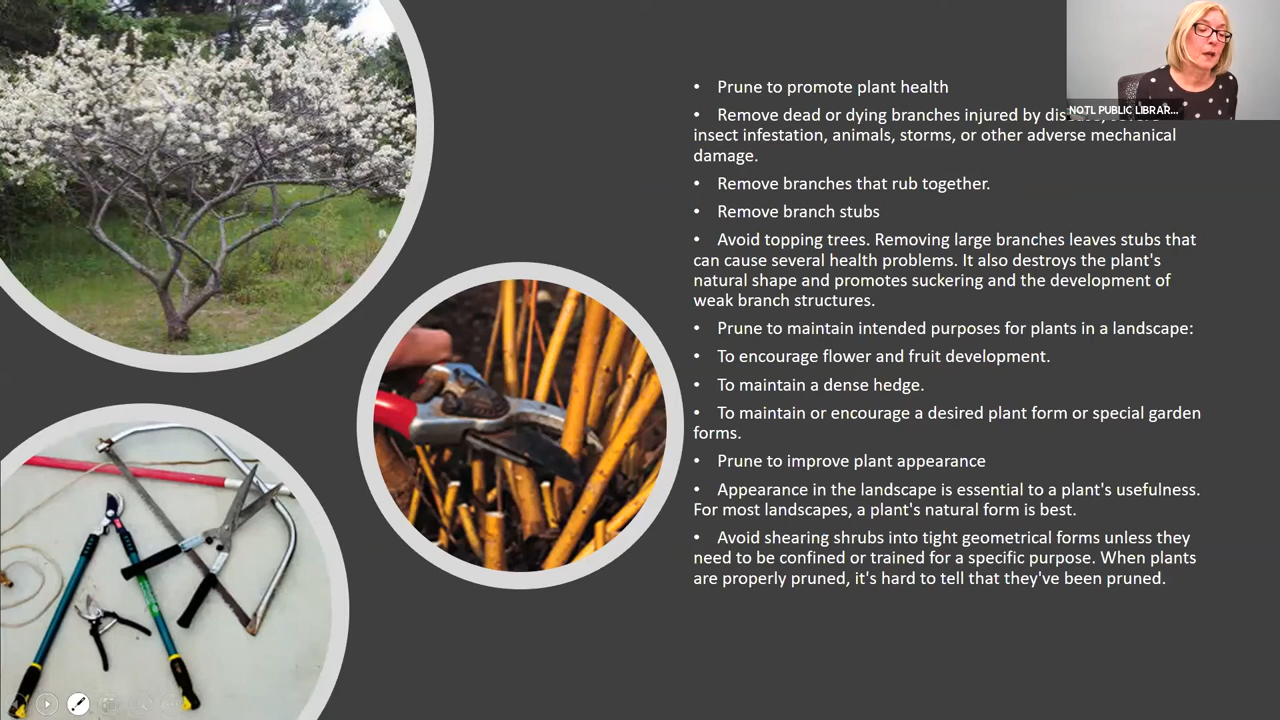 NOTL PUBLIC LIBRAR...
• Prune to promote plant health
• Remove dead or dying branches injured by
insect infestation, animals, storms, or other adverse mechanical
damage.
• Remove branches that rub together.
• Remove branch stubs
• Avoid topping trees. Removing large branches leaves stubs that
can cause several health problems. It also destroys the plant's
natural shape and promotes suckering and the development of
weak branch structures.
• Prune to maintain intended purposes for plants in a landscape:
• To encourage flower and fruit development.
• To maintain a dense hedge.
• To maintain or encourage a desired plant form or special garden
forms.
• Prune to improve plant appearance
• Appearance in the landscape is essential to a plant's usefulness.
For most landscapes, a plant's natural form is best.
• Avoid shearing shrubs into tight geometrical forms unless they
need to be confined or trained for a specific purpose. When plants
are properly pruned, it's hard to tell that they've been pruned.